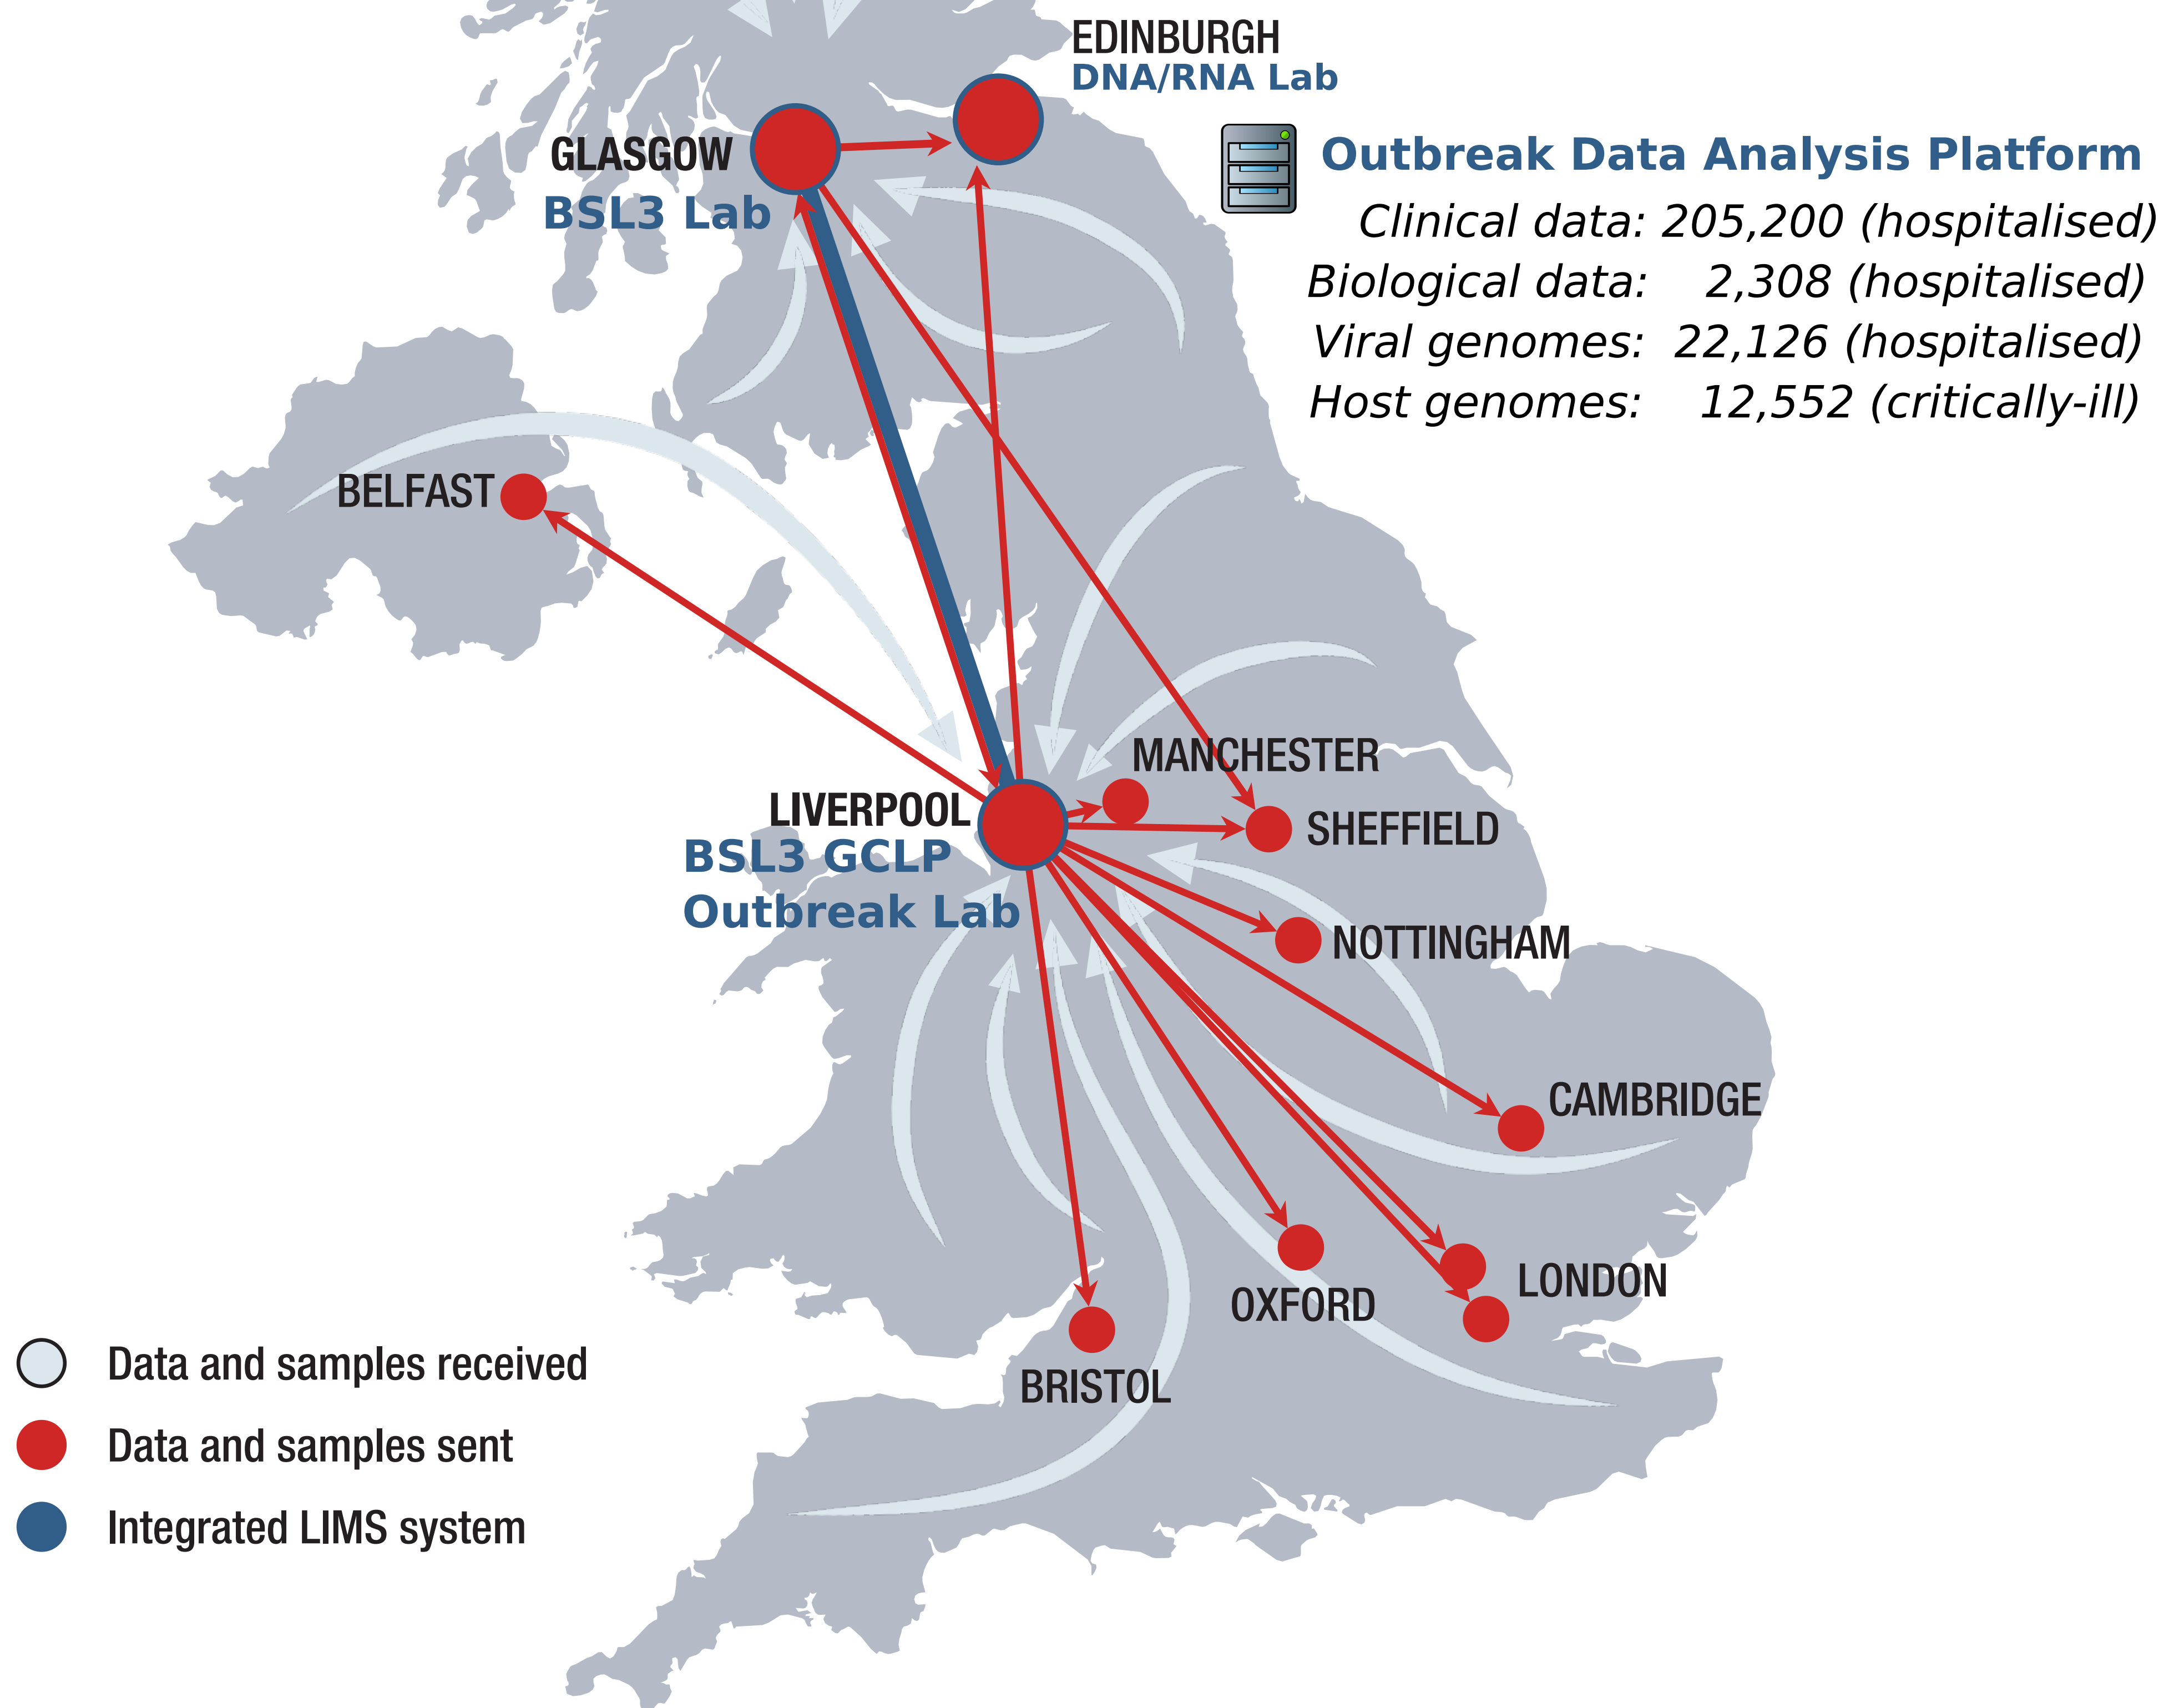 EDINBURGH
DNA/RNA Lab
GLASGOW
BSL3 Lab
Outbreak Data Analysis Platform
Clinical data: 205,200 (hospitalised)
Biological data: 2,308 (hospitalised)
Viral genomes: 22,126 (hospitalised)
Host genomes: 12,552 (critically-ill)
BELFAST
MANCHESTER
LIVERPOOL
BSL3 GCLP
Outbreak Lab
SHEFFIELD
NOTTINGHAM
CAMBRIDGE
LONDON
OXFORD
BRISTOL
Data and samples received
Data and samples sent
Integrated LIMS system